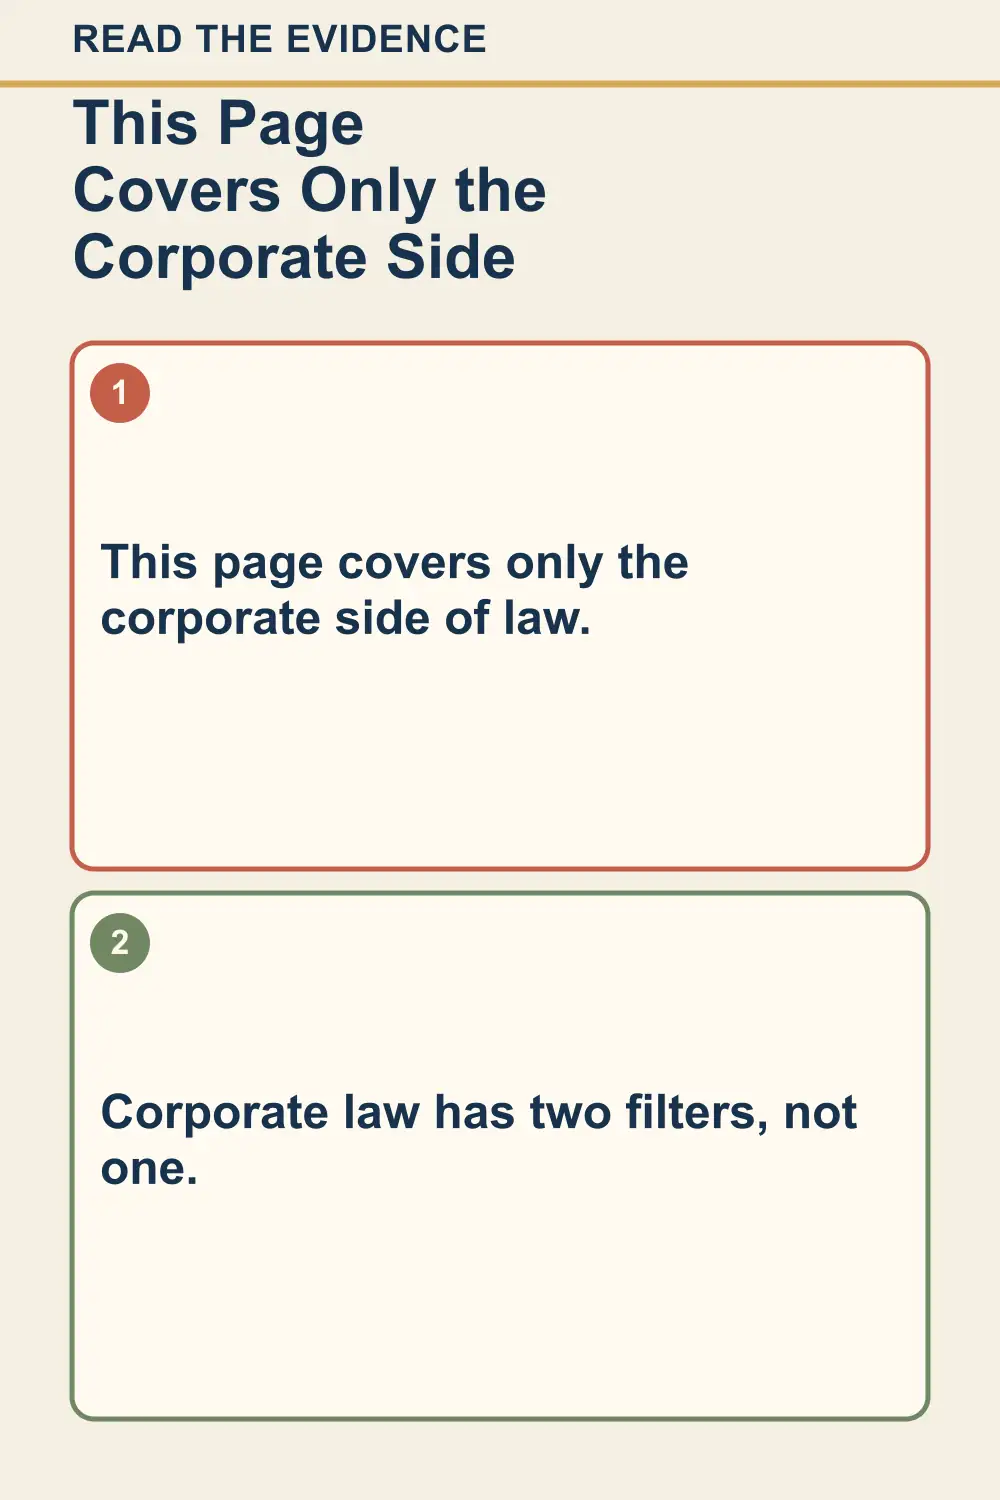 READ THE EVIDENCE
This Page
Covers Only the
Corporate Side
1
This page covers only the
corporate side of law.
2
Corporate law has two filters, not
one.